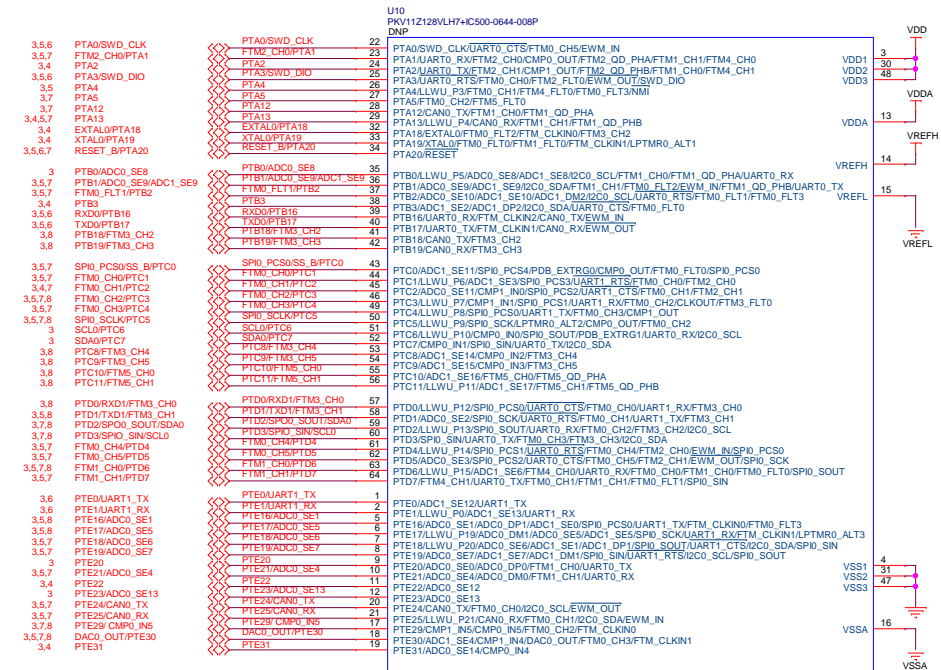 U10
PKV11Z128VLH7+IC500-0644-008P
DNP
3,5,6 PTA0/SWD_CLK PTA0/SWD_CLK 22 PTA0/SWD_CLK/UART0_CTS/FTM0_CH5/EWM_IN
3,5,7 FTM2_CH0/PTA1 FTM2_CH0/PTA1 23 PTA1/UART0_RX/FTM2_CH0/CMP0_OUT/FTM2_QD_PHA/FTM1_CH1/FTM4_CH0
3,4 PTA2 PTA2 24 PTA2/UART0_TX/FTM2_CH1/CMP1_OUT/FTM2_QD_PHB/FTM1_CH0/FTM4_CH1
3,5,6 PTA3/SWD_DIO PTA3/SWD_DIO 25 PTA3/UART0_RTS/FTM0_CH0/FTM2_FLT0/EWM_OUT/SWD_DIO
3,5 PTA4 PTA4 26 PTA4/LLWU_P3/FTM0_CH1/FTM4_FLT0/FTM0_FLT3/NMI
3,7 PTA5 PTA5 27 PTA5/FTM0_CH2/FTM5_FLT0
3,7 PTA12 PTA12 28 PTA12/CAN0_TX/FTM1_CH0/FTM1_QD_PHA
3,4,5,7 PTA13 PTA13 29 PTA13/LLWU_P4/CAN0_RX/FTM1_CH1/FTM1_QD_PHB
3,4 EXTAL0/PTA18 EXTAL0/PTA18 32 PTA18/EXTAL0/FTM0_FLT2/FTM_CLKIN0/FTM3_CH2
3,4 XTAL0/PTA19 XTAL0/PTA19 33 PTA19/XTAL0/FTM0_FLT0/FTM1_FLT0/FTM_CLKIN1/LPTMR0_ALT1
3,5,6,7 RESET_B/PTA20 RESET_B/PTA20 34 PTA20/RESET
3 PTB0/ADC0_SE8 PTB0/ADC0_SE8 35 PTB0/LLWU_P5/ADC0_SE8/ADC1_SE8/I2C0_SCL/FTM1_CH0/FTM1_QD_PHA/UART0_RX
3,5,7 PTB1/ADC0_SE9/ADC1_SE9 PTB1/ADC0_SE9/ADC1_SE9 36 PTB1/ADC0_SE9/ADC1_SE9/I2C0_SDA/FTM1_CH1/FTM0_FLT2/EWM_IN/FTM1_QD_PHB/UART0_TX
3,5,7 FTM0_FLT1/PTB2 FTM0_FLT1/PTB2 37 PTB2/ADC0_SE10/ADC1_SE10/ADC1_DM2/I2C0_SCL/UART0_RTS/FTM0_FLT1/FTM0_FLT3
3,4 PTB3 PTB3 38 PTB3/ADC1_SE2/ADC1_DP2/I2C0_SDA/UART0_CTS/FTM0_FLT0
3,5,6 RXD0/PTB16 RXD0/PTB16 39 PTB16/UART0_RX/FTM_CLKIN2/CAN0_TX/EWM_IN
3,5,6 TXD0/PTB17 TXD0/PTB17 40 PTB17/UART0_TX/FTM_CLKIN1/CAN0_RX/EWM_OUT
3,8 PTB18/FTM3_CH2 PTB18/FTM3_CH2 41 PTB18/CAN0_TX/FTM3_CH2
3,8 PTB19/FTM3_CH3 PTB19/FTM3_CH3 42 PTB19/CAN0_RX/FTM3_CH3
3,5,7 SPI0_PCS0/SS_B/PTC0 SPI0_PCS0/SS_B/PTC0 43 PTC0/ADC1_SE11/SPI0_PCS4/PDB_EXTRG0/CMP0_OUT/FTM0_FLT0/SPI0_PCS0
3,5,7 FTM0_CH0/PTC1 FTM0_CH0/PTC1 44 PTC1/LLWU_P6/ADC1_SE3/SPI0_PCS3/UART1_RTS/FTM0_CH0/FTM2_CH0
3,4,7 FTM0_CH1/PTC2 FTM0_CH1/PTC2 45 PTC2/ADC0_SE11/CMP1_IN0/SPI0_PCS2/UART1_CTS/FTM0_CH1/FTM2_CH1
3,5,7,8 FTM0_CH2/PTC3 FTM0_CH2/PTC3 46 PTC3/LLWU_P7/CMP1_IN1/SPI0_PCS1/UART1_RX/FTM0_CH2/CLKOUT/FTM3_FLT0
3,5,7 FTM0_CH3/PTC4 FTM0_CH3/PTC4 49 PTC4/LLWU_P8/SPI0_PCS0/UART1_TX/FTM0_CH3/CMP1_OUT
3,5,7,8 SPI0_SCLK/PTC5 SPI0_SCLK/PTC5 50 PTC5/LLWU_P9/SPI0_SCK/LPTMR0_ALT2/CMP0_OUT/FTM0_CH2
3 SCL0/PTC6 SCL0/PTC6 51 PTC6/LLWU_P10/CMP0_IN0/SPI0_SOUT/PDB_EXTRG1/UART0_RX/I2C0_SCL
3 SDA0/PTC7 SDA0/PTC7 52 PTC7/CMP0_IN1/SPI0_SIN/UART0_TX/I2C0_SDA
3,8 PTC8/FTM3_CH4 PTC8/FTM3_CH4 53 PTC8/ADC1_SE14/CMP0_IN2/FTM3_CH4
3,8 PTC9/FTM3_CH5 PTC9/FTM3_CH5 54 PTC9/ADC1_SE15/CMP0_IN3/FTM3_CH5
3,8 PTC10/FTM5_CH0 PTC10/FTM5_CH0 55 PTC10/ADC1_SE16/FTM5_CH0/FTM5_QD_PHA
3,8 PTC11/FTM5_CH1 PTC11/FTM5_CH1 56 PTC11/LLWU_P11/ADC1_SE17/FTM5_CH1/FTM5_QD_PHB
3,8 PTD0/RXD1/FTM3_CH0 PTD0/RXD1/FTM3_CH0 57 PTD0/LLWU_P12/SPI0_PCS0/UART0_CTS/FTM0_CH0/UART1_RX/FTM3_CH0
3,5,8 PTD1/TXD1/FTM3_CH1 PTD1/TXD1/FTM3_CH1 58 PTD1/ADC0_SE2/SPI0_SCK/UART0_RTS/FTM0_CH1/UART1_TX/FTM3_CH1
3,7,8 PTD2/SPO0_SOUT/SDA0 PTD2/SPO0_SOUT/SDA0 59 PTD2/LLWU_P13/SPI0_SOUT/UART0_RX/FTM0_CH2/FTM3_CH2/I2C0_SCL
3,7,8 PTD3/SPIO_SIN/SCL0 PTD3/SPIO_SIN/SCL0 60 PTD3/SPI0_SIN/UART0_TX/FTM0_CH3/FTM3_CH3/I2C0_SDA
3,5,7 FTM0_CH4/PTD4 FTM0_CH4/PTD4 61 PTD4/LLWU_P14/SPI0_PCS1/UART0_RTS/FTM0_CH4/FTM2_CH0/EWM_IN/SPI0_PCS0
3,5,7 FTM0_CH5/PTD5 FTM0_CH5/PTD5 62 PTD5/ADC0_SE3/SPI0_PCS2/UART0_CTS/FTM0_CH5/FTM2_CH1/EWM_OUT/SPI0_SCK
3,5,7,8 FTM1_CH0/PTD6 FTM1_CH0/PTD6 63 PTD6/LLWU_P15/ADC1_SE6/FTM4_CH0/UART0_RX/FTM0_CH0/FTM1_CH0/FTM0_FLT0/SPI0_SOUT
3,5,7 FTM1_CH1/PTD7 FTM1_CH1/PTD7 64 PTD7/FTM4_CH1/UART0_TX/FTM0_CH1/FTM1_CH1/FTM0_FLT1/SPI0_SIN
3,6 PTE0/UART1_TX PTE0/UART1_TX 1 PTE0/ADC1_SE12/UART1_TX
3,6 PTE1/UART1_RX PTE1/UART1_RX 2 PTE1/LLWU_P0/ADC1_SE13/UART1_RX
3,5,8 PTE16/ADC0_SE1 PTE16/ADC0_SE1 5 PTE16/ADC0_SE1/ADC0_DP1/ADC1_SE0/SPI0_PCS0/UART1_TX/FTM_CLKIN0/FTM0_FLT3
3,5,8 PTE17/ADC0_SE5 PTE17/ADC0_SE5 6 PTE17/LLWU_P19/ADC0_DM1/ADC0_SE5/ADC1_SE5/SPI0_SCK/UART1_RX/FTM_CLKIN1/LPTMR0_ALT3
3,5,7 PTE18/ADC0_SE6 PTE18/ADC0_SE6 7 PTE18/LLWU_P20/ADC0_SE6/ADC1_SE1/ADC1_DP1/SPI0_SOUT/UART1_CTS/I2C0_SDA/SPI0_SIN
3,5,7 PTE19/ADC0_SE7 PTE19/ADC0_SE7 8 PTE19/ADC0_SE7/ADC1_SE7/ADC1_DM1/SPI0_SIN/UART1_RTS/I2C0_SCL/SPI0_SOUT
3 PTE20 PTE20 9 PTE20/ADC0_SE0/ADC0_DP0/FTM1_CH0/UART0_TX
3,5,7 PTE21/ADC0_SE4 PTE21/ADC0_SE4 10 PTE21/ADC0_SE4/ADC0_DM0/FTM1_CH1/UART0_RX
3,4 PTE22 PTE22 11 PTE22/ADC0_SE12
3 PTE23/ADC0_SE13 PTE23/ADC0_SE13 12 PTE23/ADC0_SE13
3,5,7 PTE24/CAN0_TX PTE24/CAN0_TX 20 PTE24/CAN0_TX/FTM0_CH0/I2C0_SCL/EWM_OUT
3,5,7 PTE25/CAN0_RX PTE25/CAN0_RX 21 PTE25/LLWU_P21/CAN0_RX/FTM0_CH1/I2C0_SDA/EWM_IN
3,7,8 PTE29/ CMP0_IN5 PTE29/ CMP0_IN5 17 PTE29/CMP1_IN5/CMP0_IN5/FTM0_CH2/FTM_CLKIN0
3,5,7,8 DAC0_OUT/PTE30 DAC0_OUT/PTE30 18 PTE30/ADC1_SE4/CMP1_IN4/DAC0_OUT/FTM0_CH3/FTM_CLKIN1
3,4 PTE31 PTE31 19 PTE31/ADC0_SE14/CMP0_IN4
VDD
VDD1 3
VDD2 30
VDD3 48
VDDA
VDDA 13
VREFH
VREFH 14
VREFL 15
VREFL
VSS1 4
VSS2 31
VSS3 47
VSSA 16
VSSA